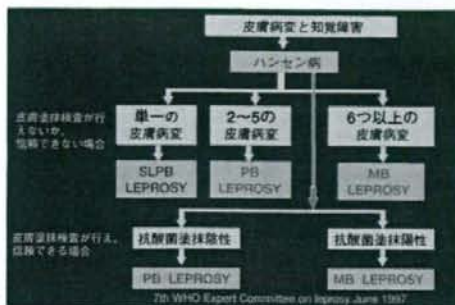 皮膚病変と知覚障害
ハンセン病
皮膚塗抹検査が行
えないか、
信頼できない場合
単一の
皮膚病変
2～5の
皮膚病変
6つ以上の
皮膚病変
SLPB
LEPROSY
PB
LEPROSY
MB
LEPROSY
皮膚塗抹検査が行え、
信頼できる場合
抗酸菌塗抹陰性
抗酸菌塗抹陽性
PB LEPROSY
MB LEPROSY
7th WHO Expert Committee on leprosy June 1997